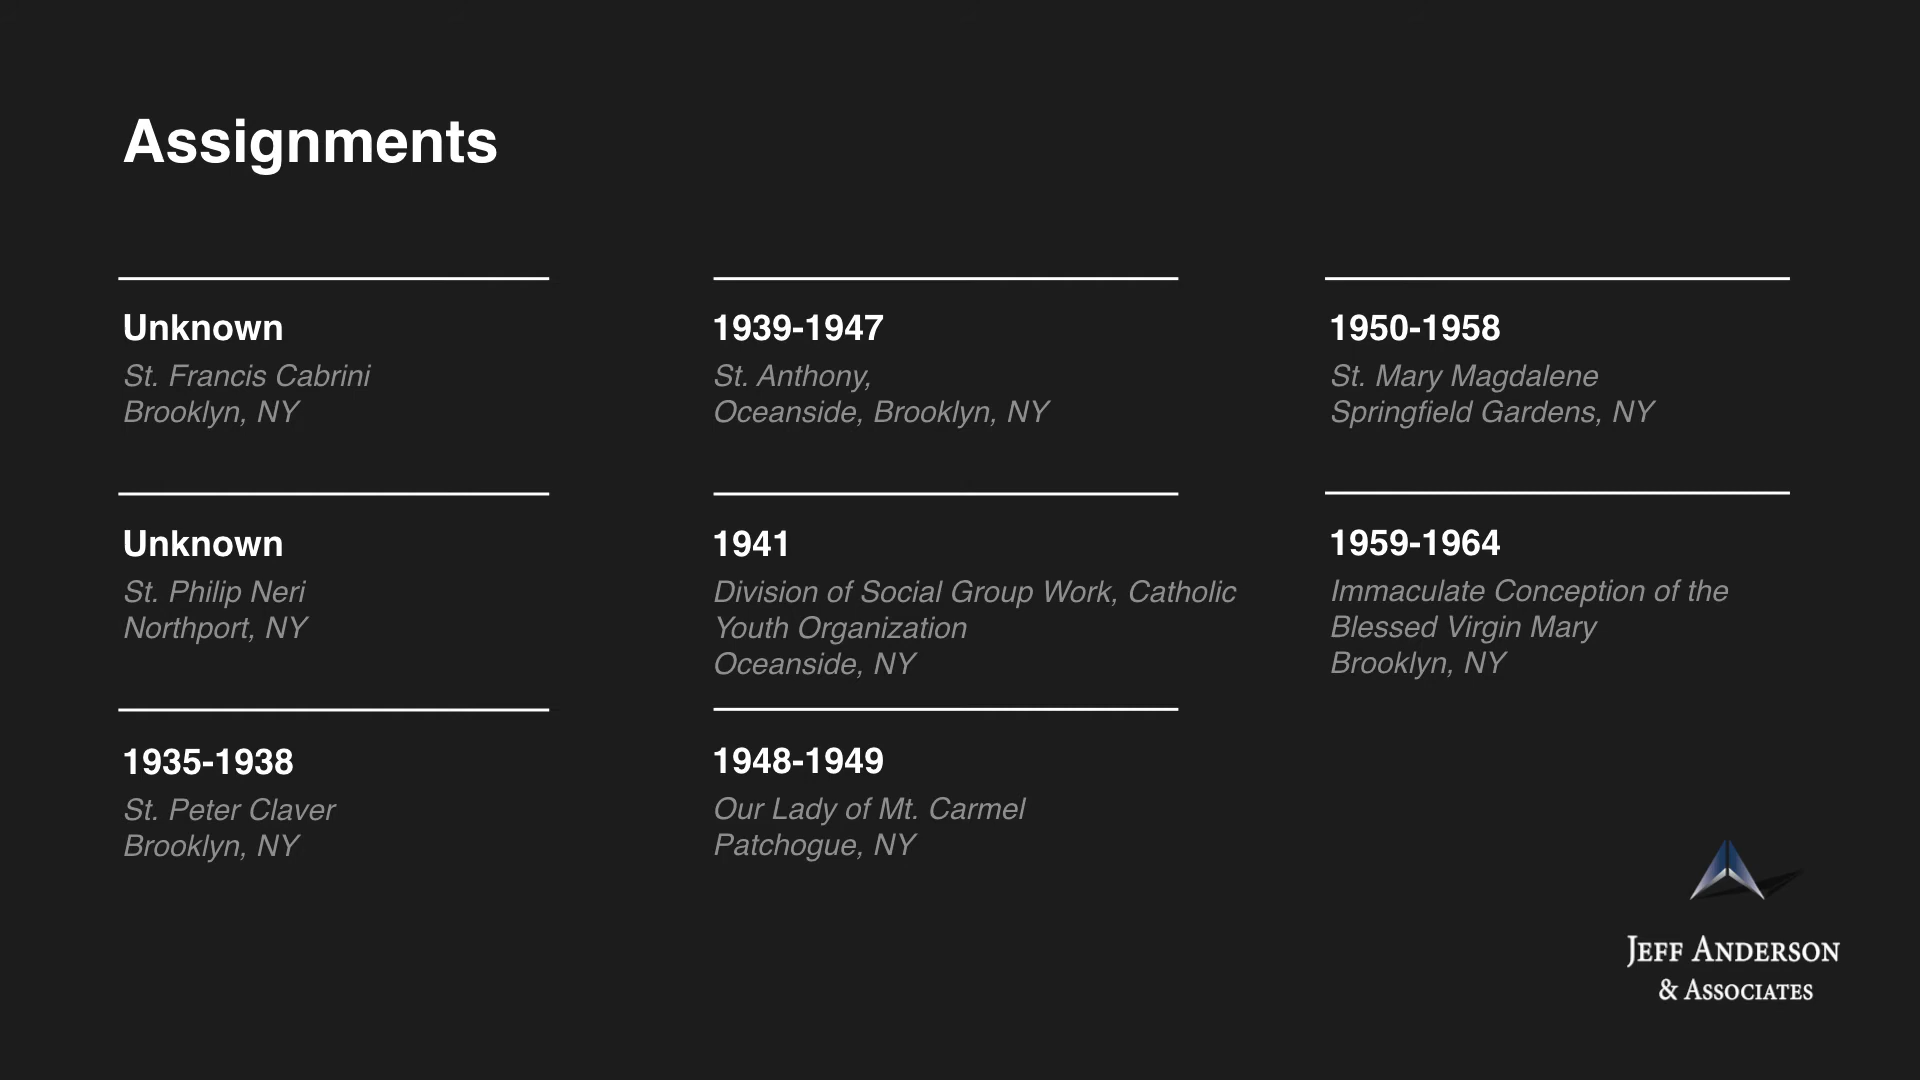 Assignments
Unknown
St. Francis Cabrini
Brooklyn, NY
Unknown
St. Philip Neri
Northport, NY
1935-1938
St. Peter Claver
Brooklyn, NY
1939-1947
St. Anthony,
Oceanside, Brooklyn, NY
1941
Division of Social Group Work, Catholic
Youth Organization
Oceanside, NY
1948-1949
Our Lady of Mt. Carmel
Patchogue, NY
1950-1958
St. Mary Magdalene
Springfield Gardens, NY
1959-1964
Immaculate Conception of the
Blessed Virgin Mary
Brooklyn, NY
JEFF ANDERSON
& ASSOCIATES